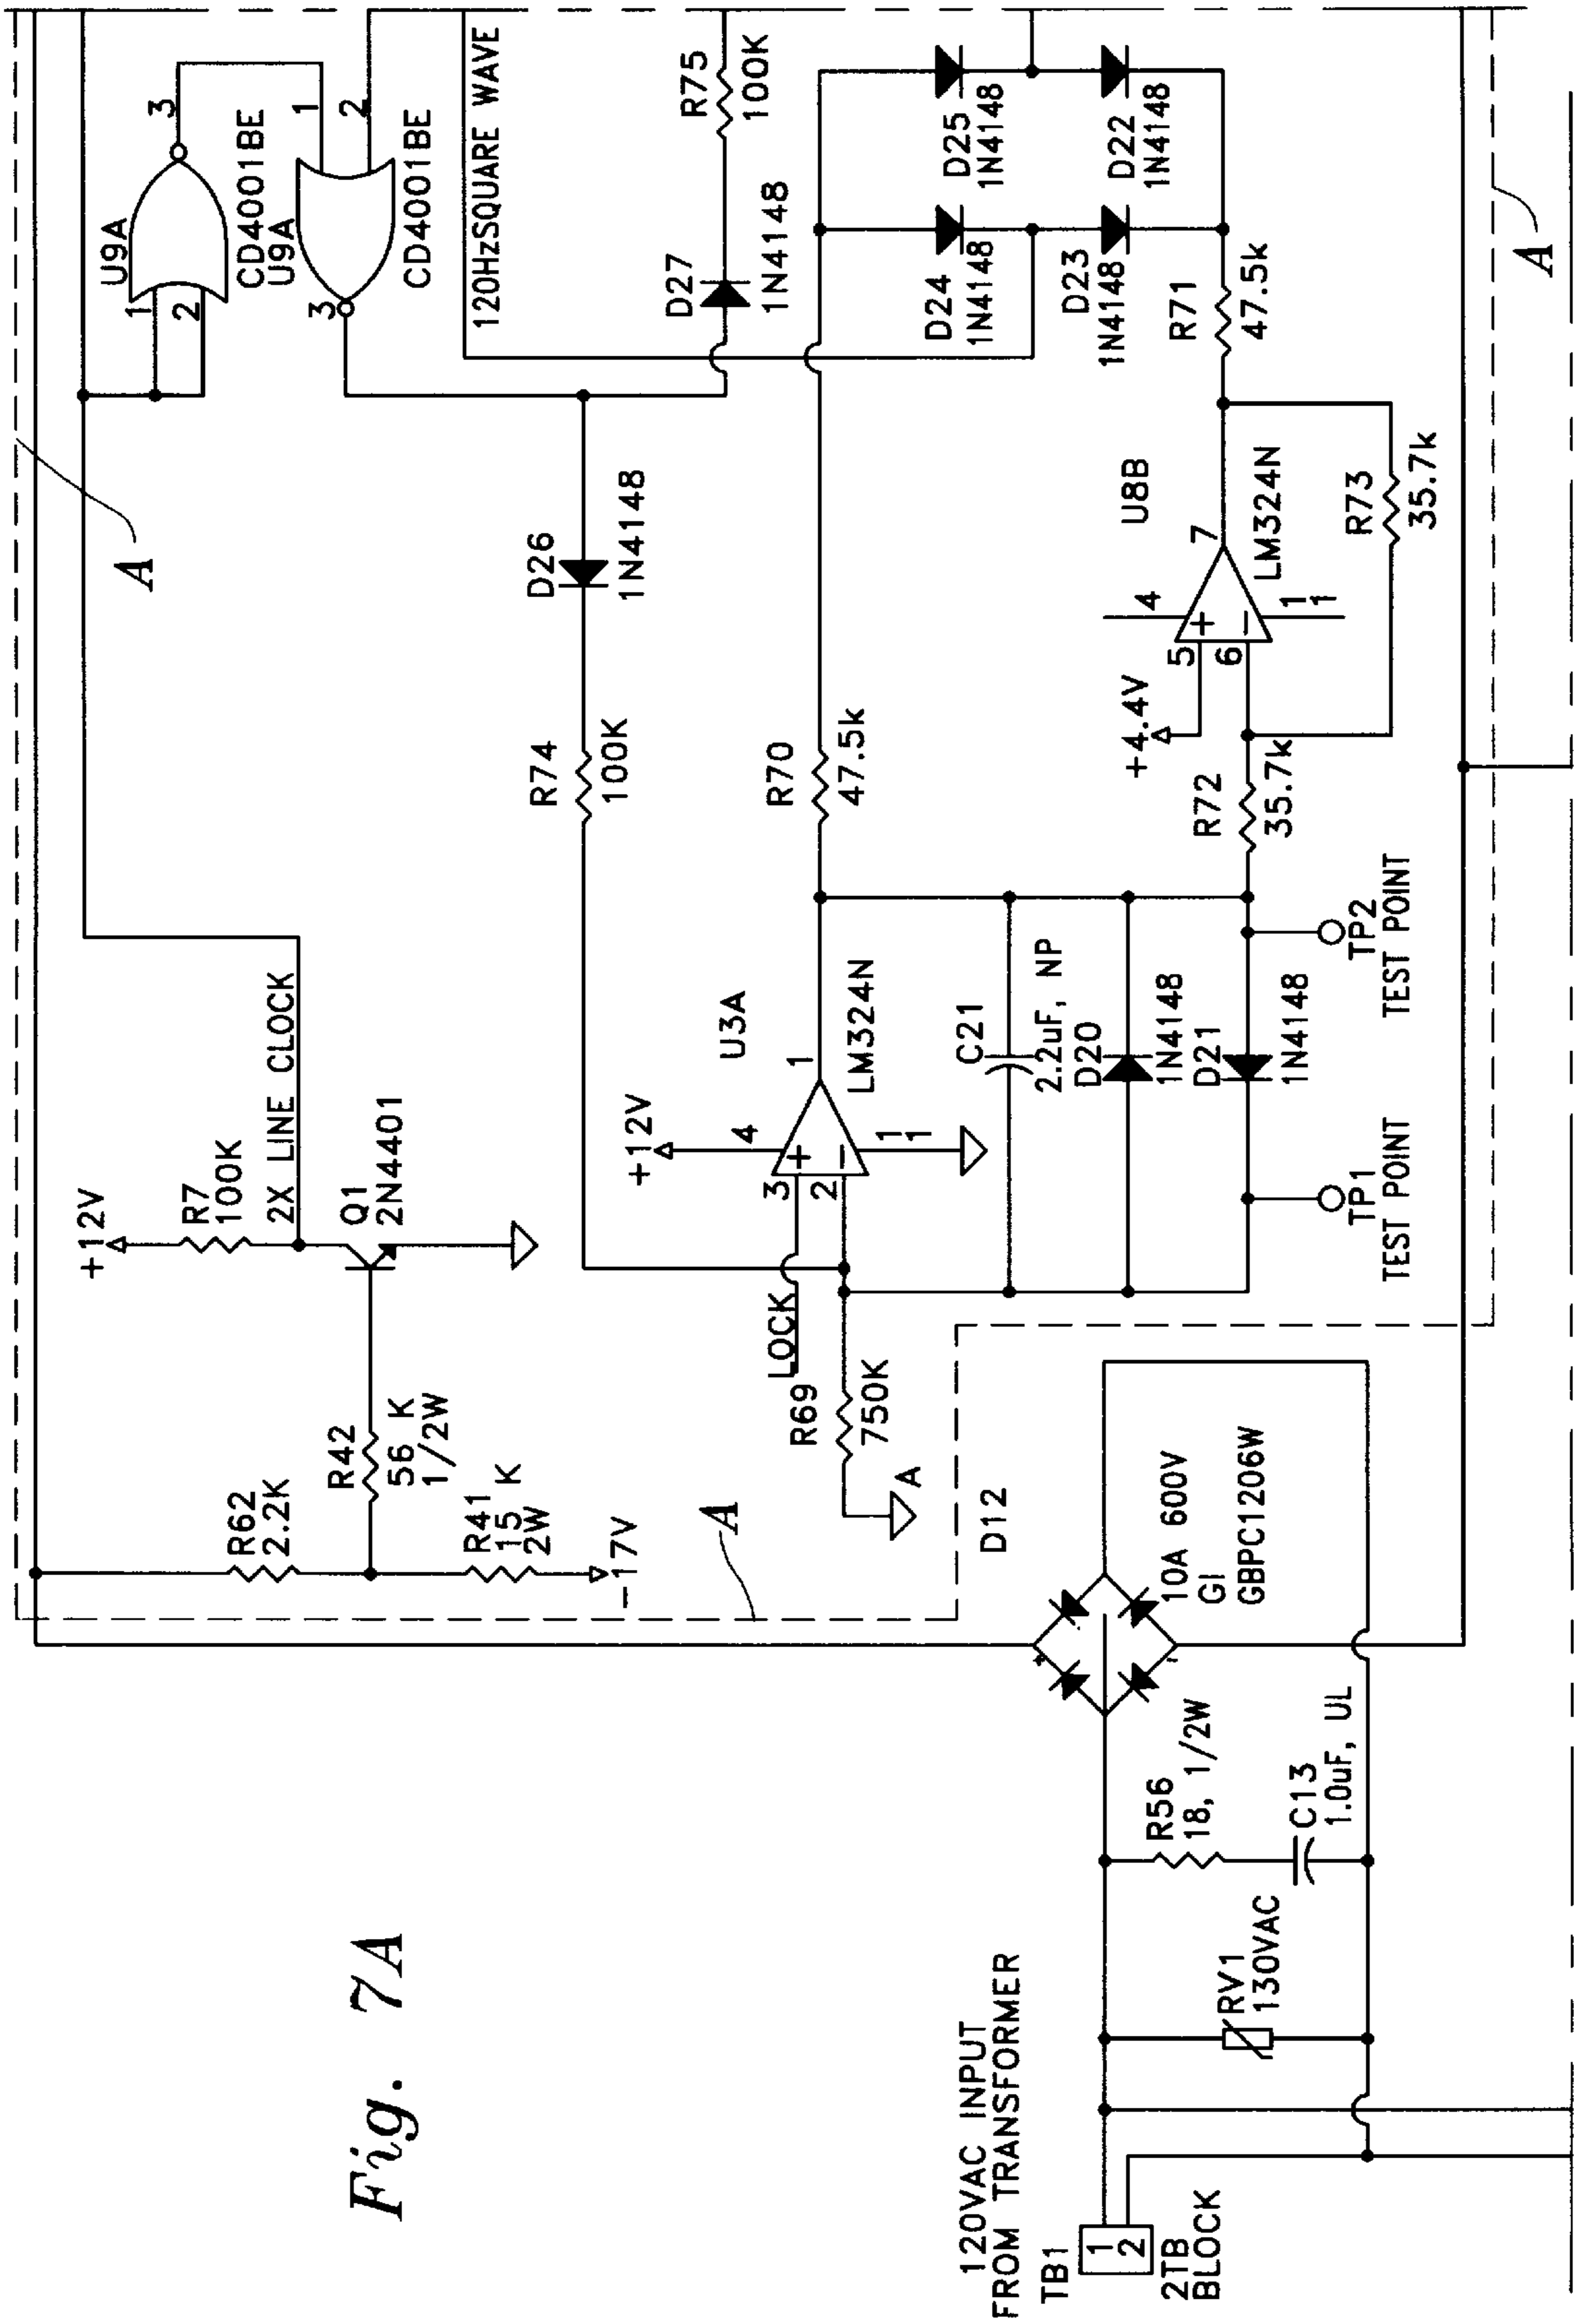 Fig. 7A
120VAC INPUT
FROM TRANSFORMER
TB1
1
2
2TB
BLOCK
RV1
130VAC
R56
18, 1/2W
C13
1.0uF, UL
+
-
D12
10A 600V
GI
GBPC1206W
A
R62
2.2K
R42
56 K
1/2W
R41
15 K
2W
-17V
+12V
R7
100K
2X LINE CLOCK
Q1
2N4401
LOCK
R69
750K
A
+12V
3
2
+
-
4
11
1
U3A
LM324N
C21
2.2uF, NP
D20
1N4148
D21
1N4148
TP1
TEST POINT
TP2
TEST POINT
R74
100K
D26
1N4148
R70
47.5k
R72
35.7k
+4.4V
5
6
+
-
4
11
7
U8B
LM324N
R73
35.7k
R71
47.5k
A
U9A
1
2
3
CD4001BE
U9A
3
1
2
CD4001BE
120HzSQUARE WAVE
D27
1N4148
R75
100K
D24
1N4148
D25
1N4148
D23
1N4148
D22
1N4148
A